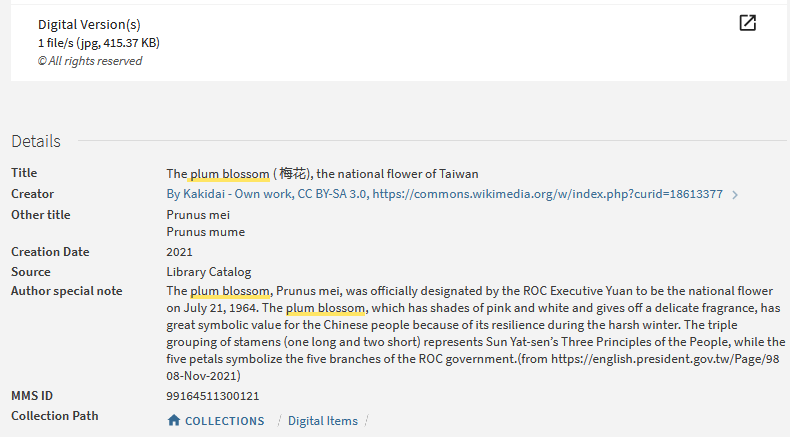 Digital Version(s)
1 file/s (jpg, 415.37 KB)
© All rights reserved
Details
Title The plum blossom ( 梅花), the national flower of Taiwan
Creator By Kakidai - Own work, CC BY-SA 3.0, https://commons.wikimedia.org/w/index.php?curid=18613377
Other title Prunus mei
Prunus mume
Creation Date 2021
Source Library Catalog
Author special note The plum blossom, Prunus mei, was officially designated by the ROC Executive Yuan to be the national flower
on July 21, 1964. The plum blossom, which has shades of pink and white and gives off a delicate fragrance, has
great symbolic value for the Chinese people because of its resilience during the harsh winter. The triple
grouping of stamens (one long and two short) represents Sun Yat-sen’s Three Principles of the People, while the
five petals symbolize the five branches of the ROC government.(from https://english.president.gov.tw/Page/98
08-Nov-2021)
MMS ID 99164511300121
Collection Path COLLECTIONS / Digital Items /